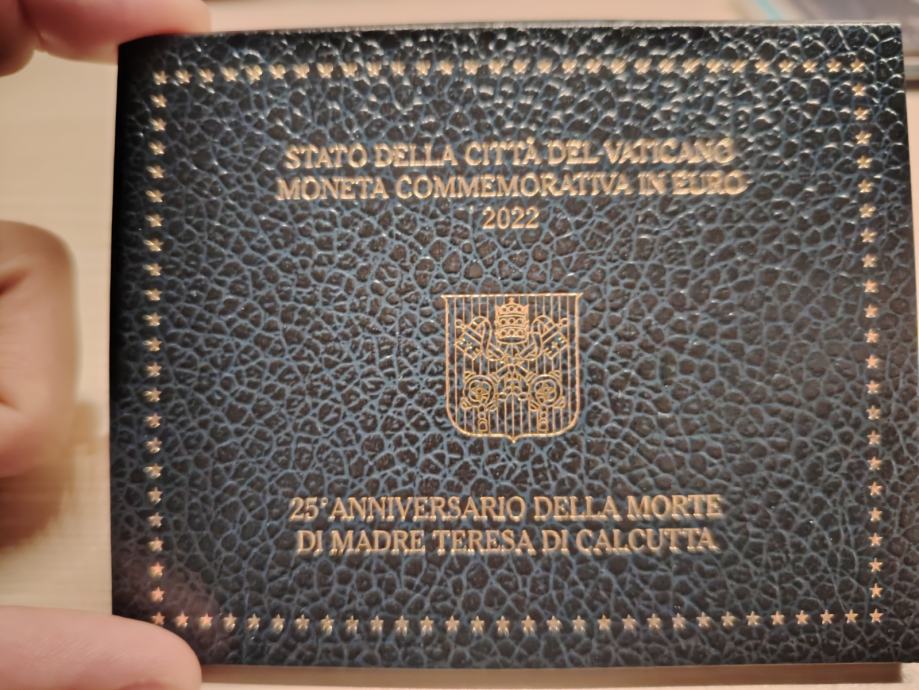 STATO DELLA CITTÀ DEL VATICANO
MONETA COMMEMORATIVA IN EURO
2022
25° ANNIVERSARIO DELLA MORTE
DI MADRE TERESA DI CALCUTTA